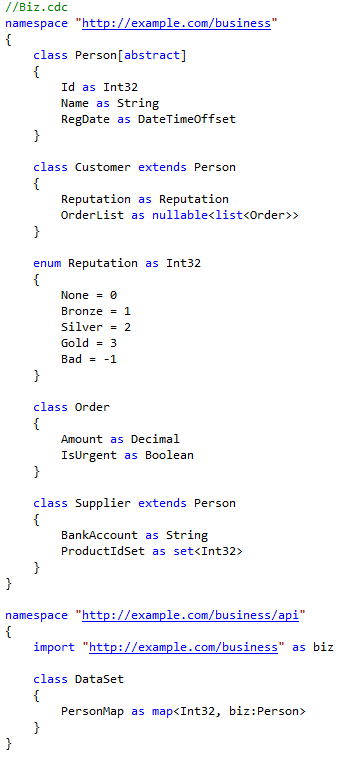 //Biz.cdc
namespace "http://example.com/business"
{
    class Person[abstract]
    {
        Id as Int32
        Name as String
        RegDate as DateTimeOffset
    }

    class Customer extends Person
    {
        Reputation as Reputation
        OrderList as nullable<list<Order>>
    }

    enum Reputation as Int32
    {
        None = 0
        Bronze = 1
        Silver = 2
        Gold = 3
        Bad = -1
    }

    class Order
    {
        Amount as Decimal
        IsUrgent as Boolean
    }

    class Supplier extends Person
    {
        BankAccount as String
        ProductIdSet as set<Int32>
    }
}

namespace "http://example.com/business/api"
{
    import "http://example.com/business" as biz

    class DataSet
    {
        PersonMap as map<Int32, biz:Person>
    }
}